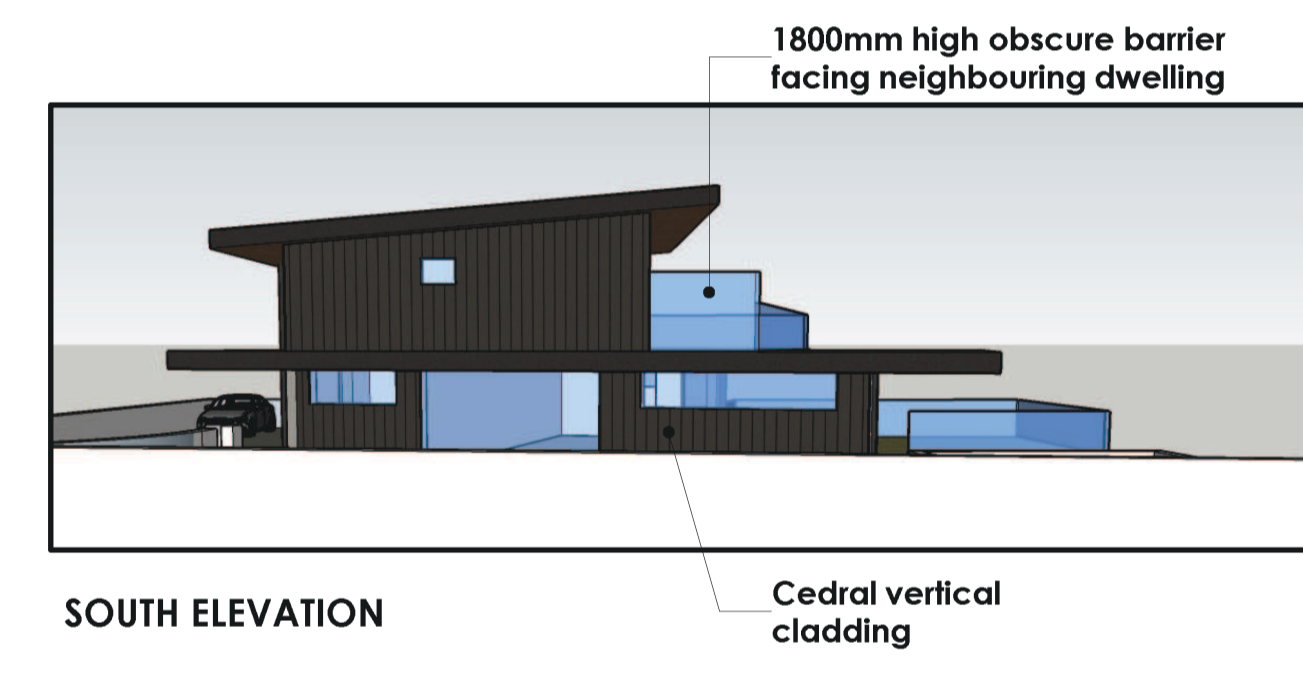 1800mm high obscure barrier
facing neighbouring dwelling
SOUTH ELEVATION
Cedral vertical
cladding